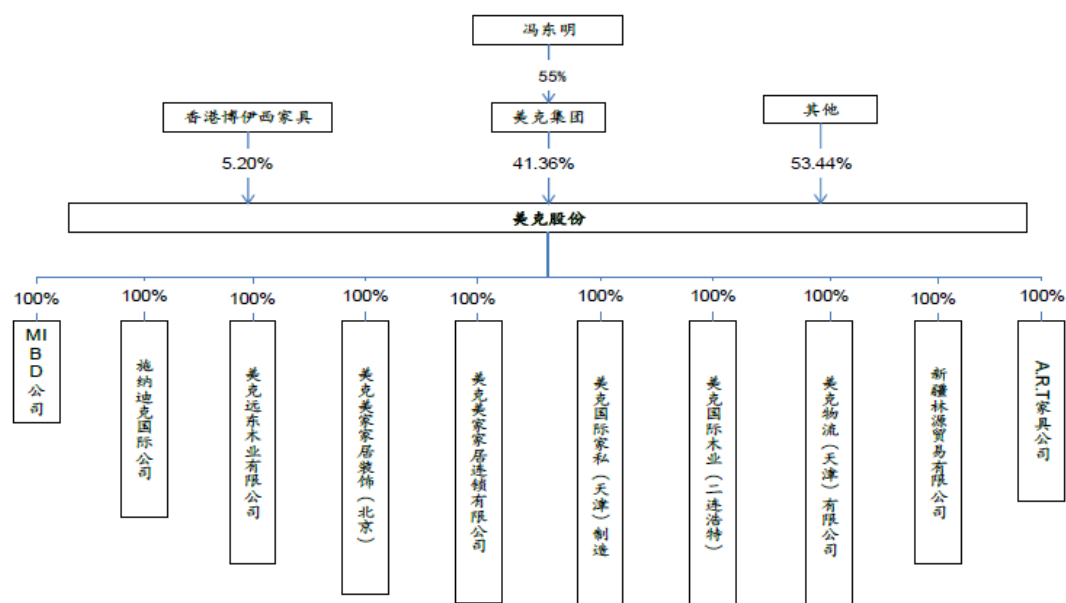 冯东明
55%
香港博伊西家具
美克集团
其他
5.20%
41.36%
53.44%
美克股份
100%
100%
100%
100%
100%
100%
100%
100%
100%
100%
MIBD公司
施纳迪克国际公司
美克远东木业有限公司
美克美家家居装饰（北京）
美克美家家居连锁有限公司
美克国际家私（天津）制造
美克国际木业（二连浩特）
美克物流（天津）有限公司
新疆林源贸易有限公司
A.R.T家具公司